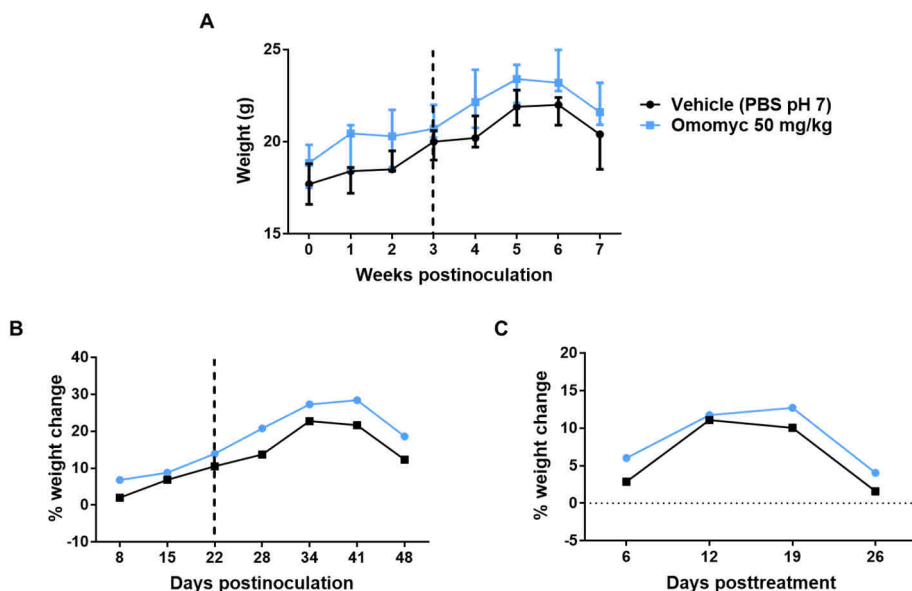 A
Weight (g)
25
20
15
0 1 2 3 4 5 6 7
Weeks postinoculation
Vehicle (PBS pH 7)
Omomyc 50 mg/kg
B
% weight change
40
30
20
10
0
-10
8 15 22 28 34 41 48
Days postinoculation
C
% weight change
20
15
10
5
0
-5
6 12 19 26
Days posttreatment